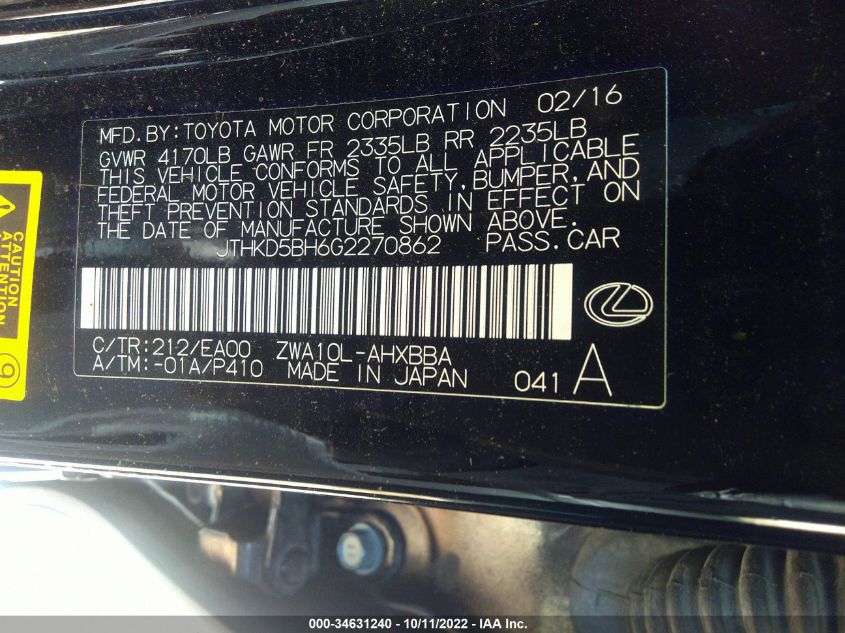 MFD. BY: TOYOTA MOTOR CORPORATION 02/16
GVWR 4170LB GAWR FR 2335LB RR 2235LB
THIS VEHICLE CONFORMS TO ALL APPLICABLE
FEDERAL MOTOR VEHICLE SAFETY, BUMPER, AND
THEFT PREVENTION STANDARDS IN EFFECT ON
THE DATE OF MANUFACTURE SHOWN ABOVE.
JTHKD5BH6G2270862 PASS. CAR
C/TR: 212/EA00 ZWA10L-AHXBBA
A/TM: -01A/P410 MADE IN JAPAN 041 A
CAUTION
ATTENTION
9
000-34631240 - 10/11/2022 - IAA Inc.